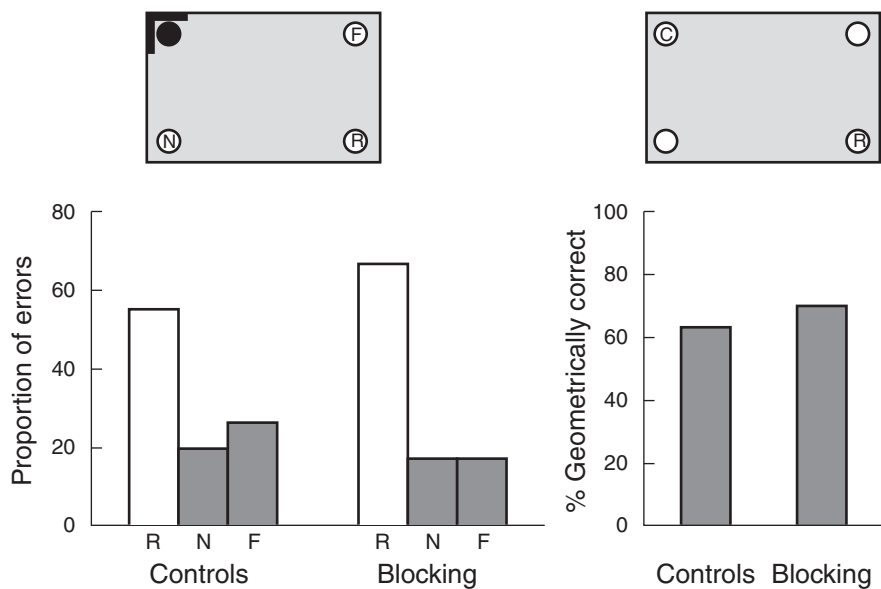 F
N
R
C
R
Proportion of errors
80
60
40
20
0
R N F
R N F
Controls
Blocking
% Geometrically correct
100
80
60
40
20
0
Controls Blocking